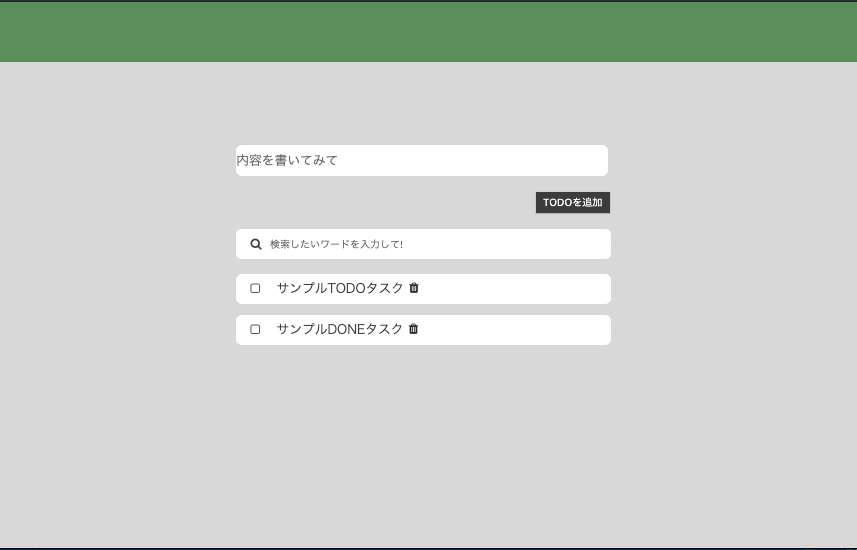 内容を書いてみて
TODOを追加
検索したいワードを入力して!
サンプルTODOタスク
サンプルDONEタスク